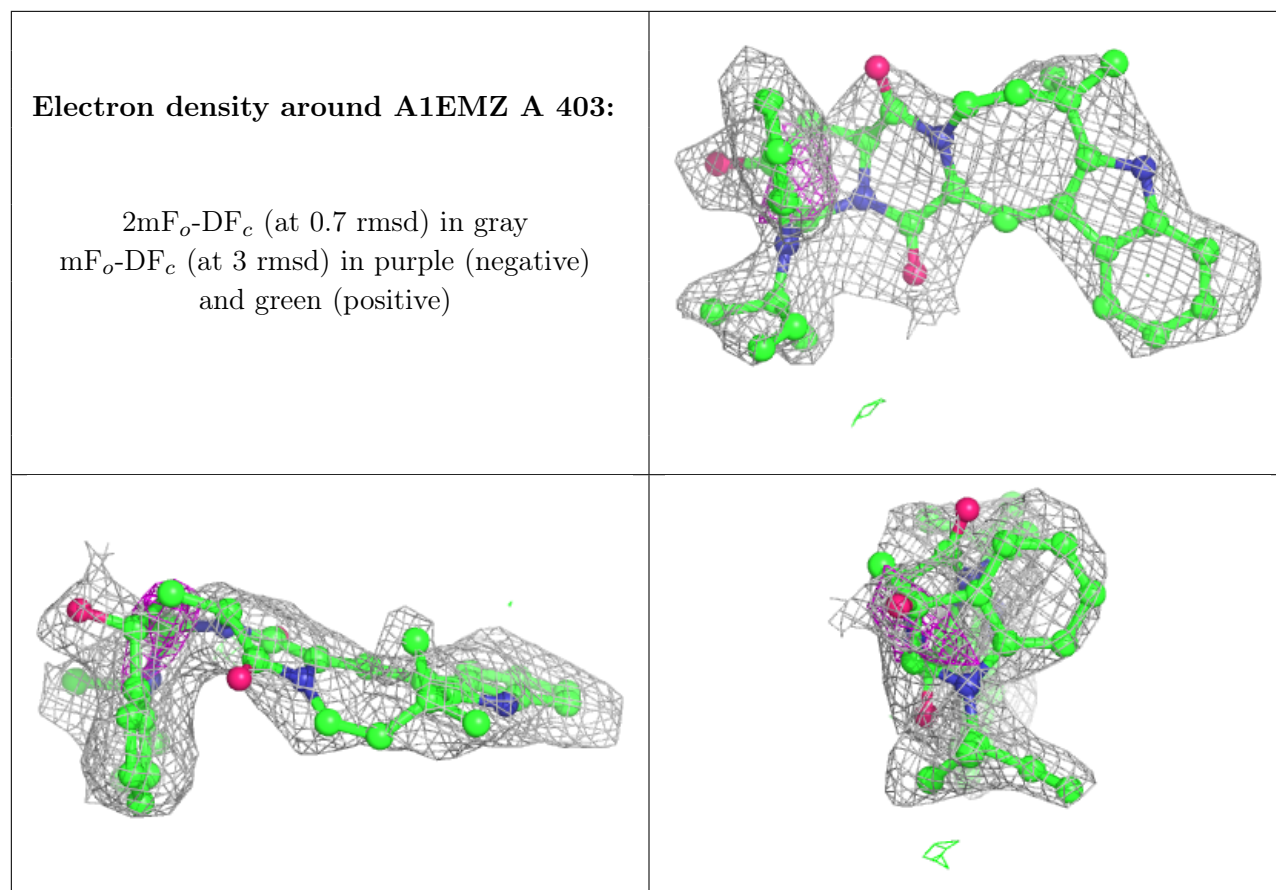 Electron density around A1EMZ A 403:
2mFₒ-DF𝒸 (at 0.7 rmsd) in gray
mFₒ-DF𝒸 (at 3 rmsd) in purple (negative)
and green (positive)